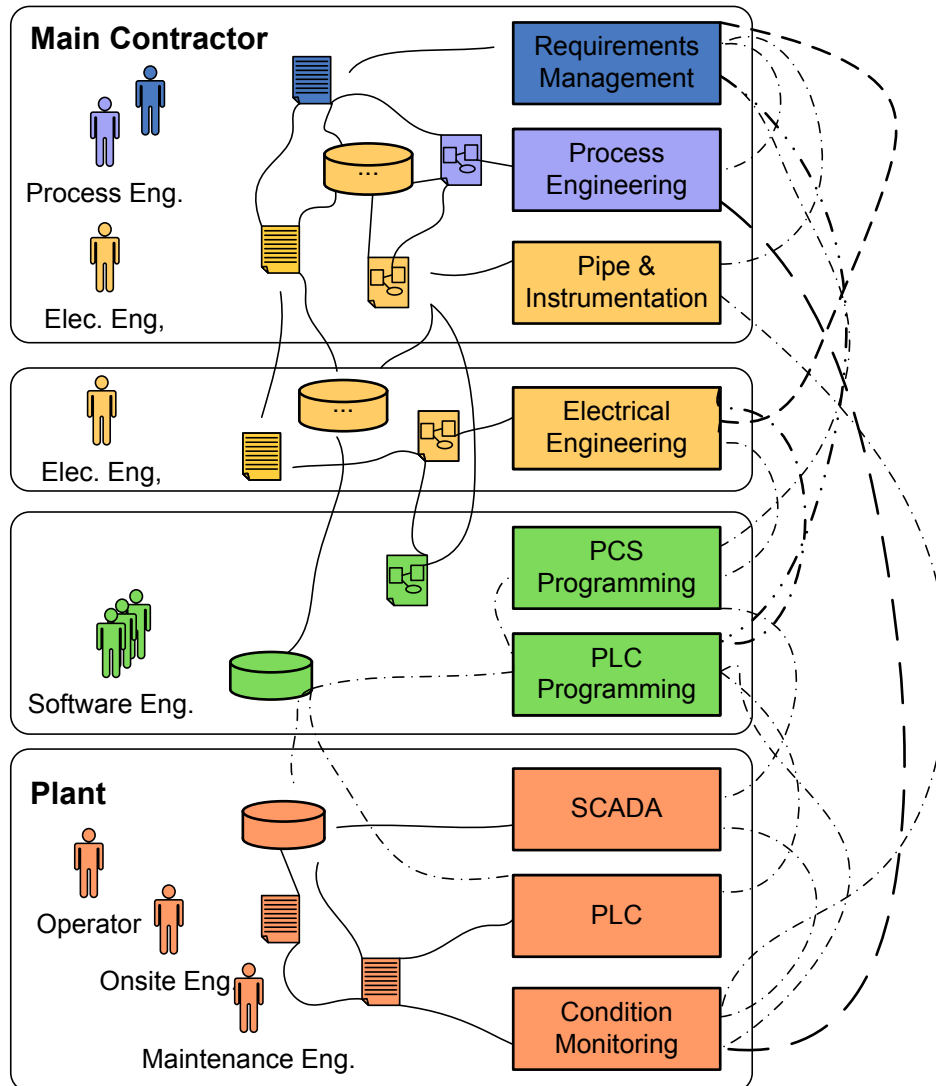 Main Contractor
Requirements
Management
Process Eng.
...
Process
Engineering
Elec. Eng,
Pipe &
Instrumentation
...
Elec. Eng,
Electrical
Engineering
PCS
Programming
Software Eng.
PLC
Programming
Plant
SCADA
Operator
PLC
Onsite Eng.
Maintenance Eng.
Condition
Monitoring